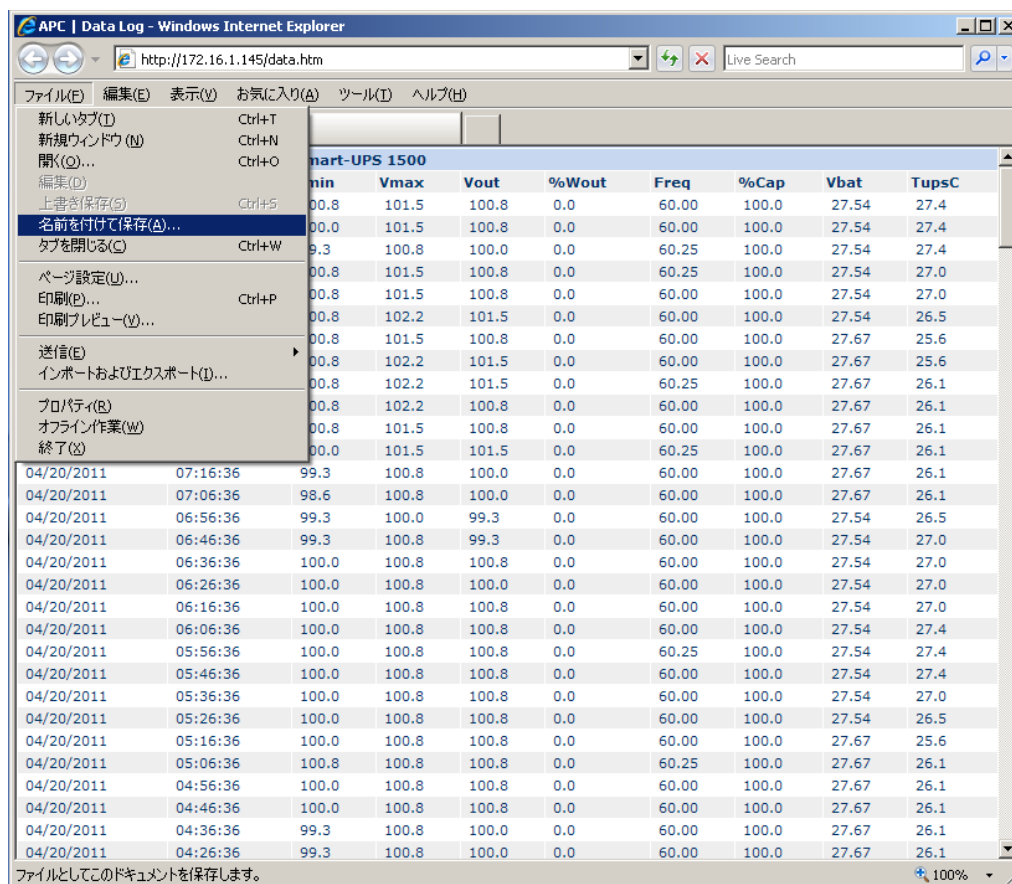 APC | Data Log - Windows Internet Explorer
http://172.16.1.145/data.htm Live Search
ファイル(F) 編集(E) 表示(V) お気に入り(A) ツール(T) ヘルプ(H)
新しいタブ(T) Ctrl+T
新規ウィンドウ(N) Ctrl+N
開く(O)... Ctrl+O
編集(D)
上書き保存(S) Ctrl+S
名前を付けて保存(A)...
タブを閉じる(C) Ctrl+W
ページ設定(U)...
印刷(P)... Ctrl+P
印刷プレビュー(V)...
送信(E)
インポートおよびエクスポート(I)...
プロパティ(R)
オフライン作業(W)
終了(X)
mart-UPS 1500
min Vmax Vout %Wout Freq %Cap Vbat TupsC
00.8 101.5 100.8 0.0 60.00 100.0 27.54 27.4
00.0 101.5 100.8 0.0 60.00 100.0 27.54 27.4
9.3 100.8 100.0 0.0 60.25 100.0 27.54 27.4
00.8 101.5 100.8 0.0 60.25 100.0 27.54 27.0
00.8 101.5 100.8 0.0 60.00 100.0 27.54 27.0
00.8 102.2 101.5 0.0 60.00 100.0 27.54 26.5
00.8 101.5 100.8 0.0 60.00 100.0 27.67 25.6
00.8 102.2 101.5 0.0 60.00 100.0 27.67 25.6
00.8 102.2 101.5 0.0 60.25 100.0 27.67 26.1
00.8 102.2 100.8 0.0 60.00 100.0 27.67 26.1
00.8 101.5 100.8 0.0 60.00 100.0 27.67 26.1
00.0 101.5 101.5 0.0 60.25 100.0 27.67 26.1
04/20/2011 07:16:36 99.3 100.8 100.0 0.0 60.00 100.0 27.67 26.1
04/20/2011 07:06:36 98.6 100.8 100.0 0.0 60.00 100.0 27.67 26.1
04/20/2011 06:56:36 99.3 100.0 99.3 0.0 60.00 100.0 27.54 26.5
04/20/2011 06:46:36 99.3 100.8 99.3 0.0 60.00 100.0 27.54 27.0
04/20/2011 06:36:36 100.0 100.8 100.8 0.0 60.00 100.0 27.54 27.0
04/20/2011 06:26:36 100.0 100.8 100.0 0.0 60.00 100.0 27.54 27.0
04/20/2011 06:16:36 100.0 100.8 100.8 0.0 60.00 100.0 27.54 27.0
04/20/2011 06:06:36 100.0 100.8 100.8 0.0 60.00 100.0 27.54 27.4
04/20/2011 05:56:36 100.0 100.8 100.8 0.0 60.25 100.0 27.54 27.4
04/20/2011 05:46:36 100.0 100.8 100.8 0.0 60.00 100.0 27.54 27.4
04/20/2011 05:36:36 100.0 100.8 100.8 0.0 60.00 100.0 27.54 27.0
04/20/2011 05:26:36 100.0 100.8 100.8 0.0 60.00 100.0 27.54 26.5
04/20/2011 05:16:36 100.0 100.8 100.8 0.0 60.00 100.0 27.67 25.6
04/20/2011 05:06:36 100.8 100.8 100.8 0.0 60.25 100.0 27.67 26.1
04/20/2011 04:56:36 100.0 100.8 100.8 0.0 60.00 100.0 27.67 26.1
04/20/2011 04:46:36 100.0 100.8 100.8 0.0 60.00 100.0 27.67 26.1
04/20/2011 04:36:36 99.3 100.8 100.0 0.0 60.00 100.0 27.67 26.1
04/20/2011 04:26:36 99.3 100.8 100.0 0.0 60.00 100.0 27.67 26.1
ファイルとしてこのドキュメントを保存します。 100%